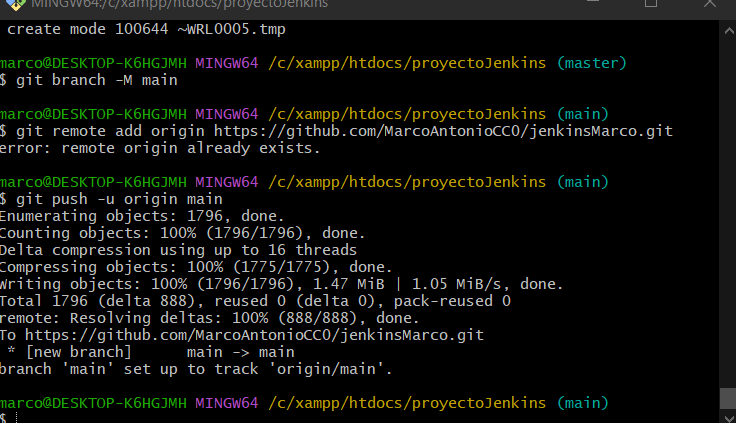 MINGW64:/c/xampp/htdocs/proyectoJenkins
create mode 100644 ~WRL0005.tmp
marco@DESKTOP-K6HGJMH MINGW64 /c/xampp/htdocs/proyectoJenkins (master)
$ git branch -M main
marco@DESKTOP-K6HGJMH MINGW64 /c/xampp/htdocs/proyectoJenkins (main)
$ git remote add origin https://github.com/MarcoAntonioCC0/jenkinsMarco.git
error: remote origin already exists.
marco@DESKTOP-K6HGJMH MINGW64 /c/xampp/htdocs/proyectoJenkins (main)
$ git push -u origin main
Enumerating objects: 1796, done.
Counting objects: 100% (1796/1796), done.
Delta compression using up to 16 threads
Compressing objects: 100% (1775/1775), done.
Writing objects: 100% (1796/1796), 1.47 MiB | 1.05 MiB/s, done.
Total 1796 (delta 888), reused 0 (delta 0), pack-reused 0
remote: Resolving deltas: 100% (888/888), done.
To https://github.com/MarcoAntonioCC0/jenkinsMarco.git
 * [new branch]      main -> main
branch 'main' set up to track 'origin/main'.
marco@DESKTOP-K6HGJMH MINGW64 /c/xampp/htdocs/proyectoJenkins (main)
$